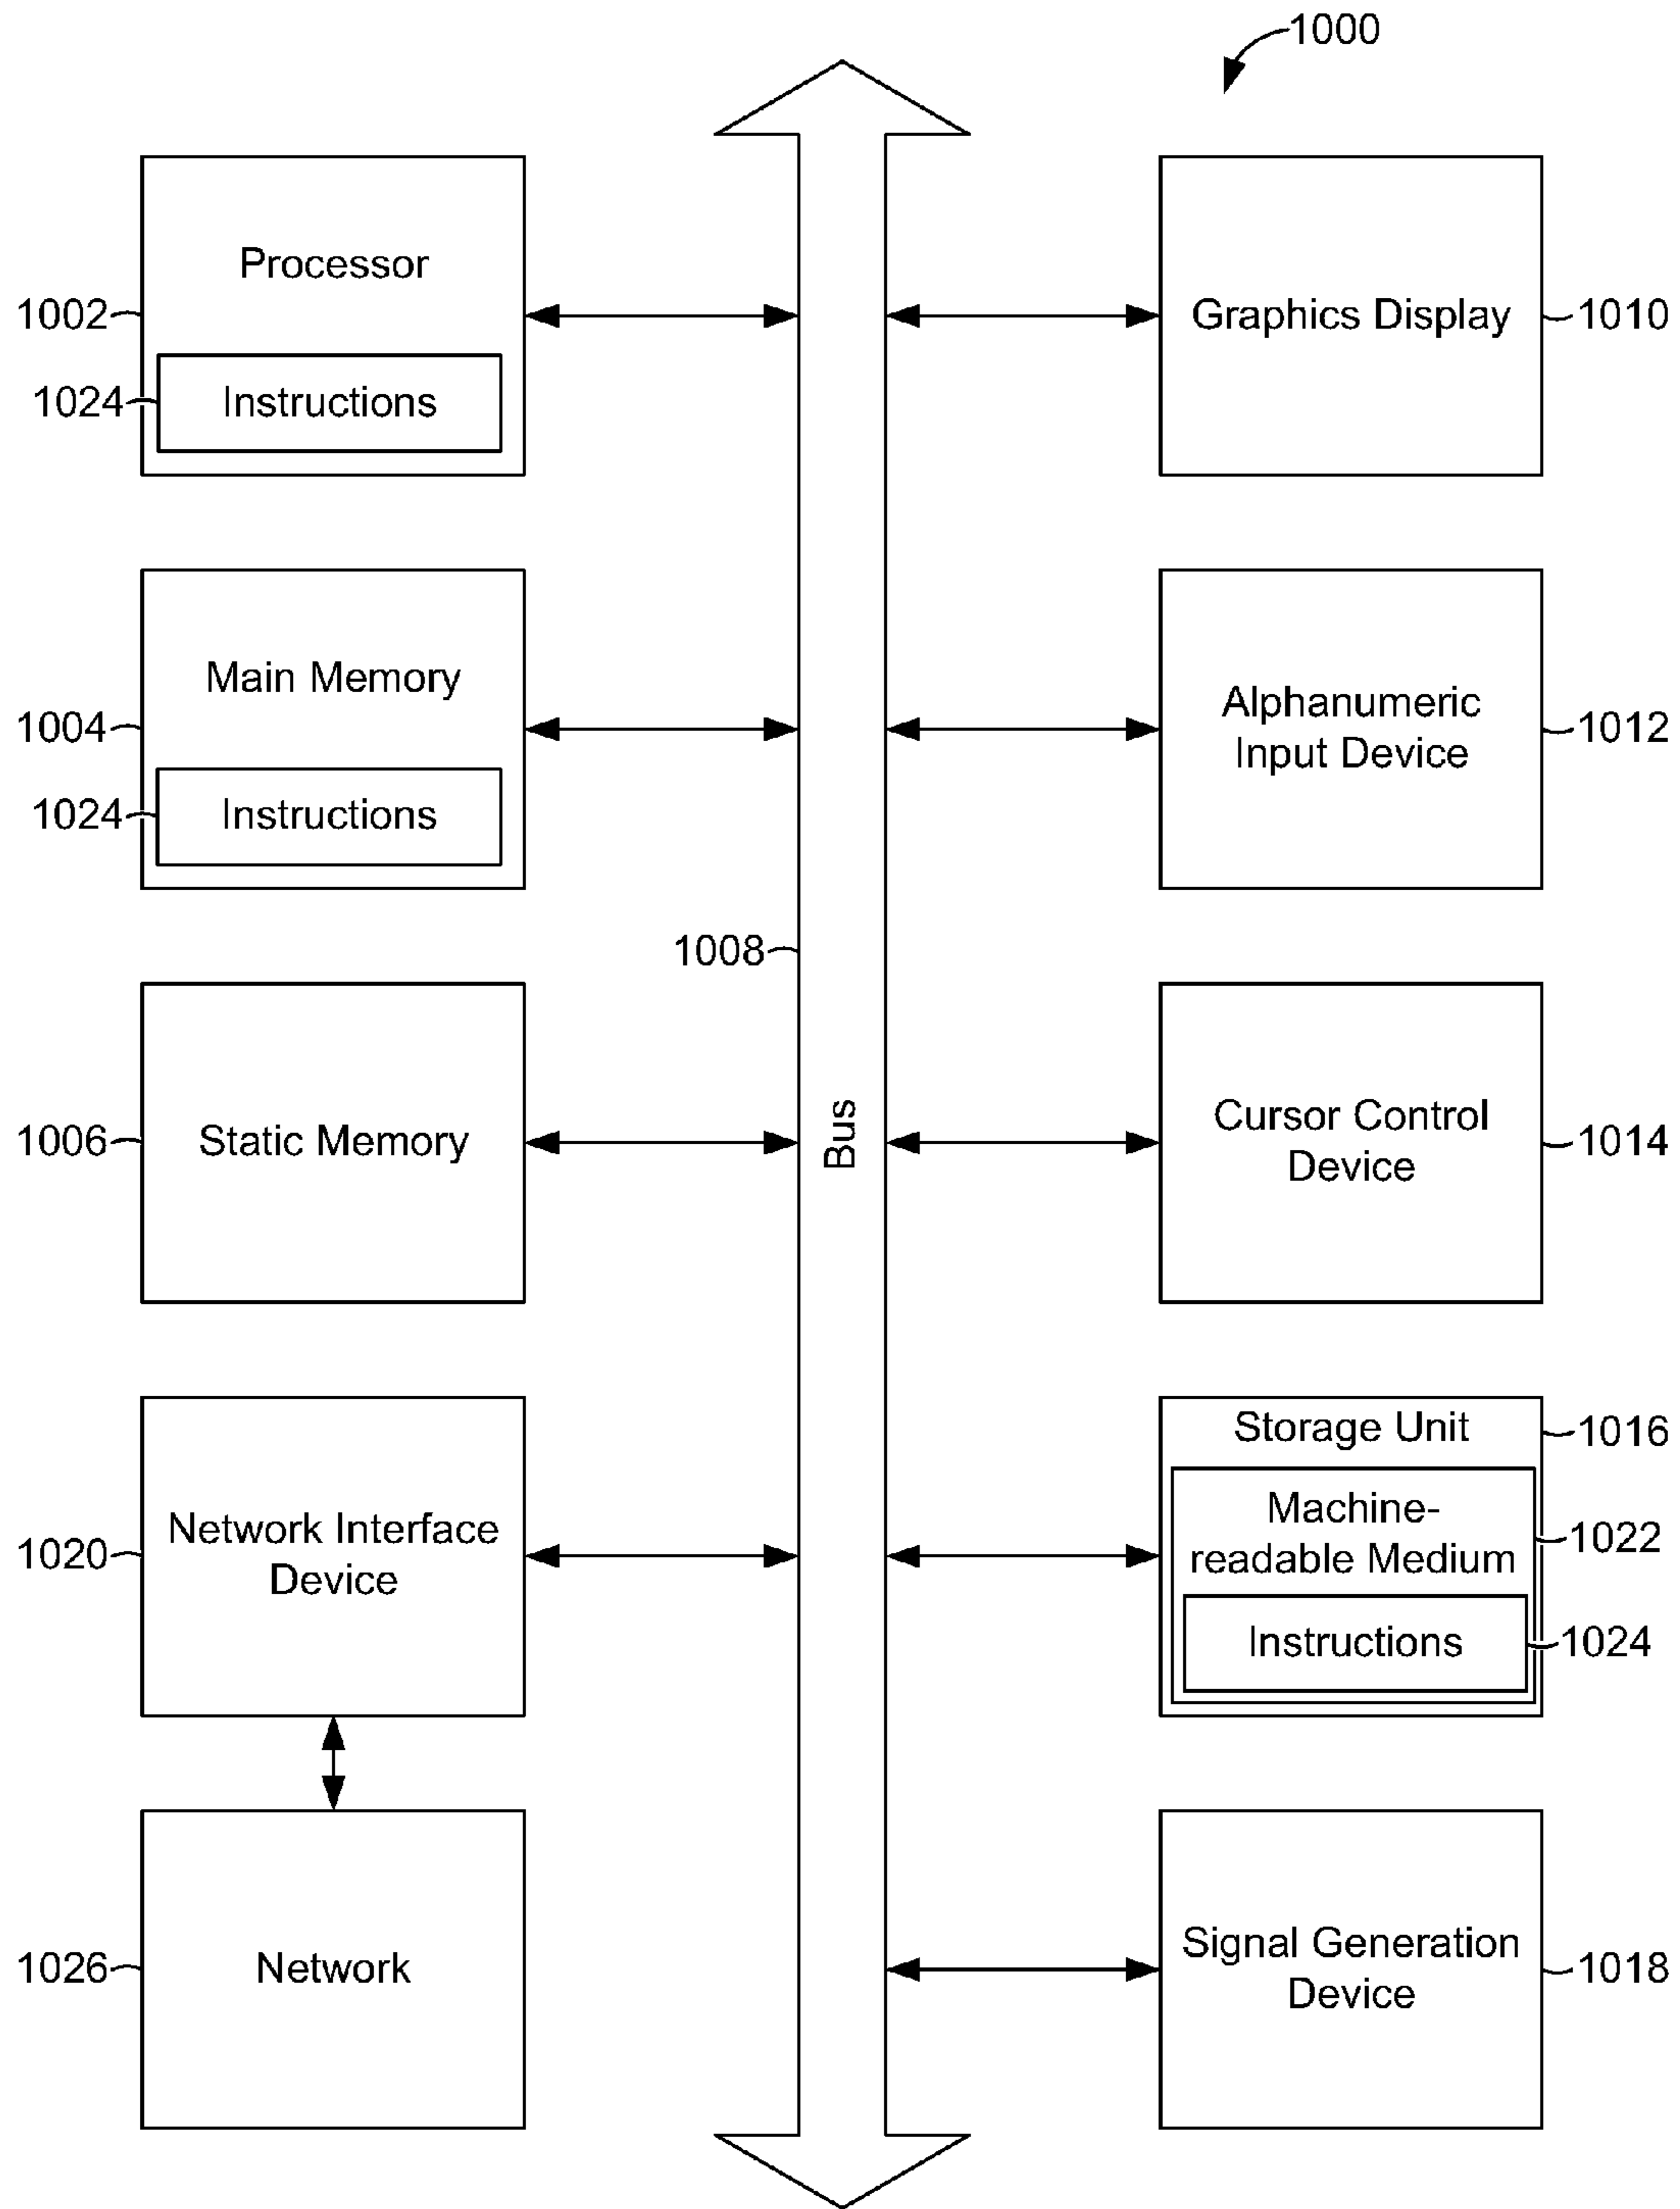 1000
Processor
1002
1024
Instructions
Graphics Display
1010
Main Memory
1004
1024
Instructions
Alphanumeric
Input Device
1012
1008
Bus
Static Memory
1006
Cursor Control
Device
1014
Network Interface
Device
1020
Storage Unit
1016
Machine-
readable Medium
1022
Instructions
1024
Network
1026
Signal Generation
Device
1018